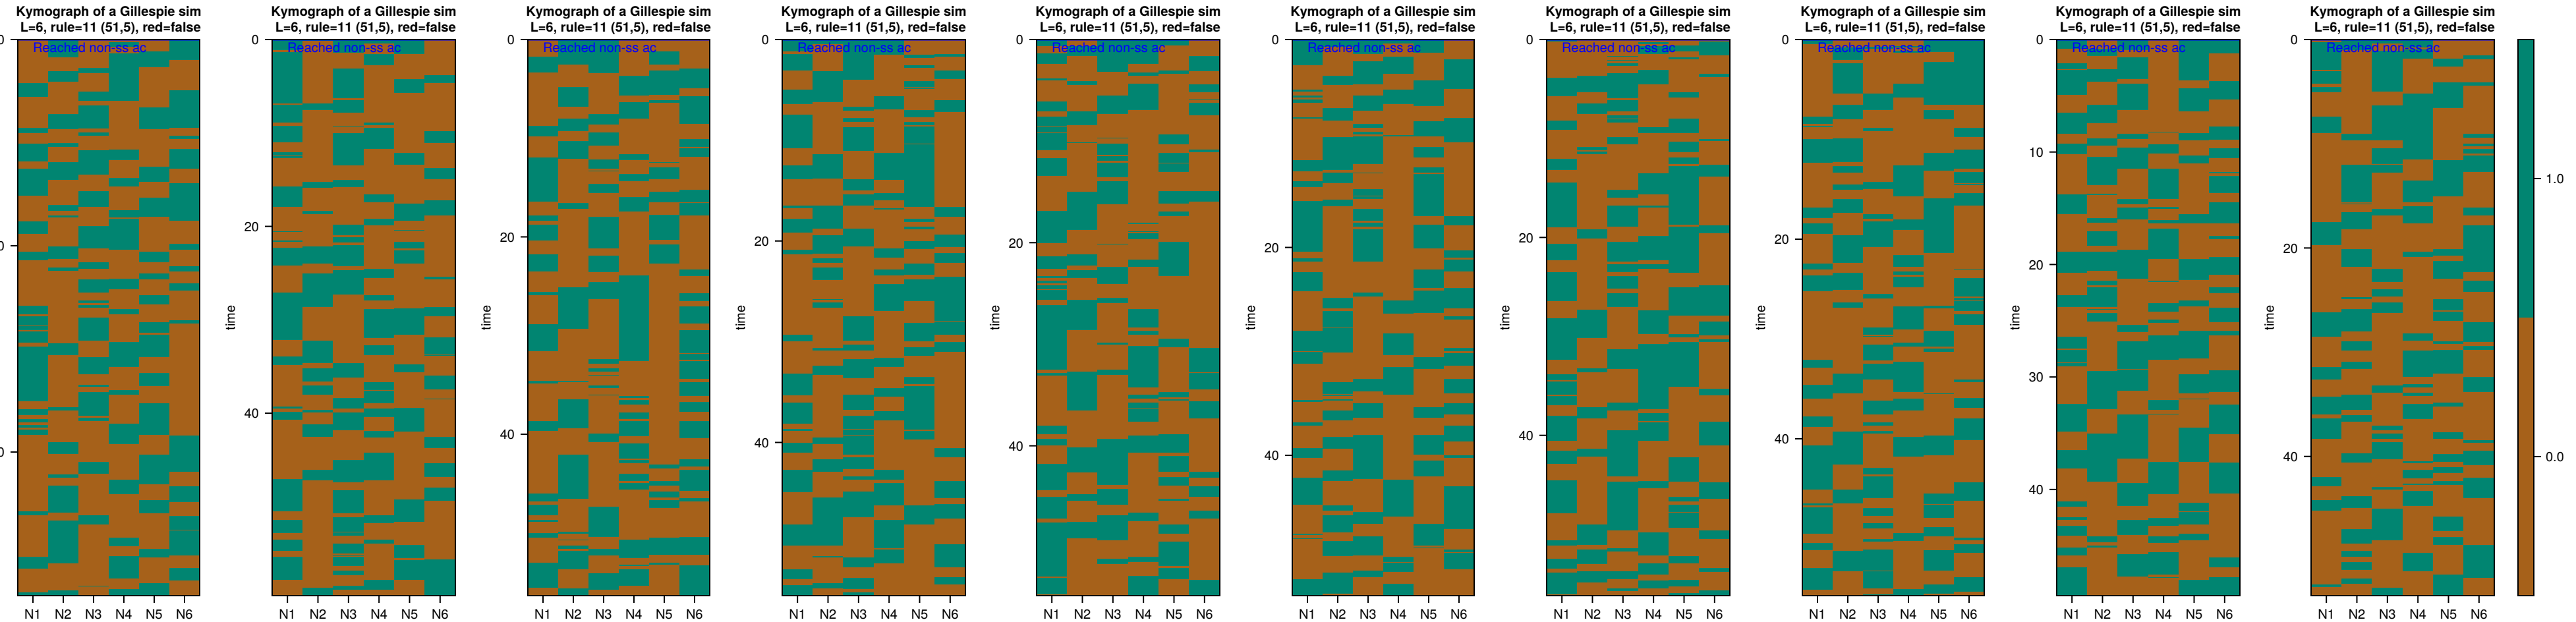 Kymograph of a Gillespie sim Kymograph of a Gillespie sim Kymograph of a Gillespie sim Kymograph of a Gillespie sim Kymograph of a Gillespie sim Kymograph of a Gillespie sim Kymograph of a Gillespie sim Kymograph of a Gillespie sim Kymograph of a Gillespie sim Kymograph of a Gillespie sim
L=6, rule=11 (51,5), red=false L=6, rule=11 (51,5), red=false L=6, rule=11 (51,5), red=false L=6, rule=11 (51,5), red=false L=6, rule=11 (51,5), red=false L=6, rule=11 (51,5), red=false L=6, rule=11 (51,5), red=false L=6, rule=11 (51,5), red=false L=6, rule=11 (51,5), red=false L=6, rule=11 (51,5), red=false
0 0 0 0 0 0 0 0 0 0
Reached non-ss ac Reached non-ss ac Reached non-ss ac Reached non-ss ac Reached non-ss ac Reached non-ss ac Reached non-ss ac Reached non-ss ac Reached non-ss ac Reached non-ss ac
10
1.0
0 20 20 20 20 20 20 20 20 20
time time time time time time time time time
30
0 40 40 40 40 40 40 40 40 40
0.0
N1 N2 N3 N4 N5 N6 N1 N2 N3 N4 N5 N6 N1 N2 N3 N4 N5 N6 N1 N2 N3 N4 N5 N6 N1 N2 N3 N4 N5 N6 N1 N2 N3 N4 N5 N6 N1 N2 N3 N4 N5 N6 N1 N2 N3 N4 N5 N6 N1 N2 N3 N4 N5 N6 N1 N2 N3 N4 N5 N6